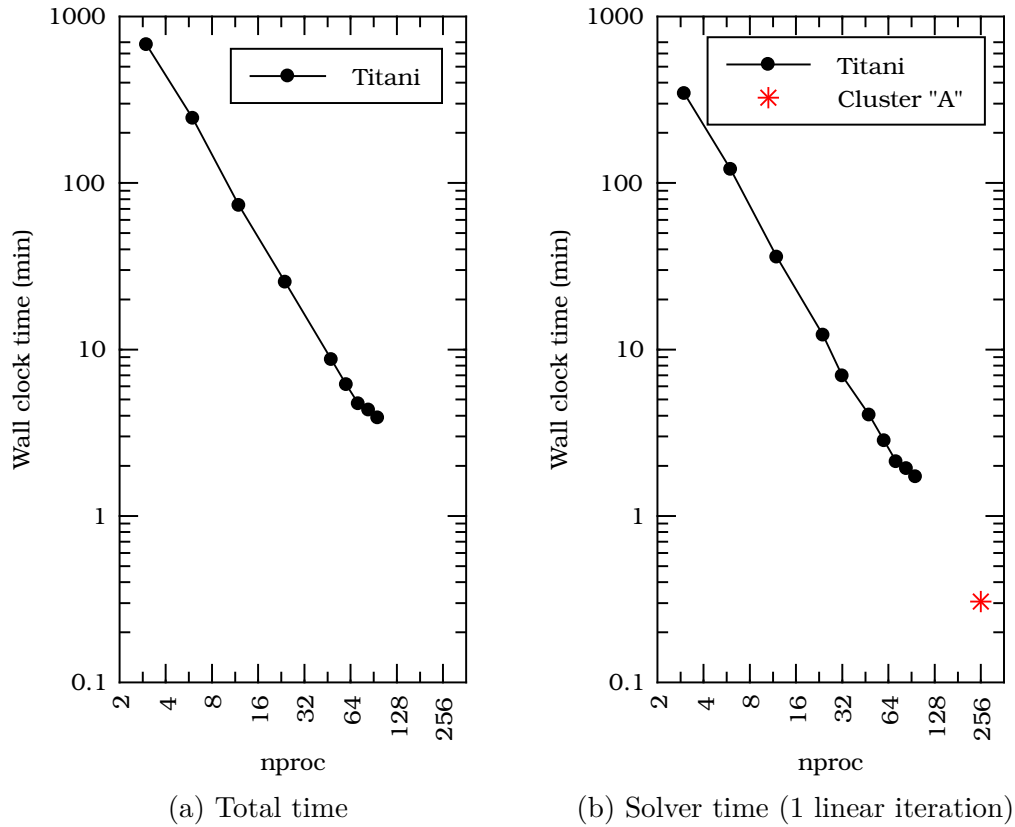 1000
100
10
1
0.1
Wall clock time (min)
Titani
2
4
8
16
32
64
128
256
nproc
(a) Total time
1000
100
10
1
0.1
Wall clock time (min)
Titani
Cluster "A"
2
4
8
16
32
64
128
256
nproc
(b) Solver time (1 linear iteration)